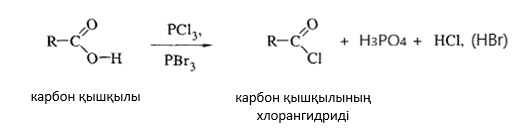 R–C O O–H PCl3, PBr3 R–C O Cl + H3PO4 + HCl, (HBr)
карбон қышқылы карбон қышқылының
хлорангидриді